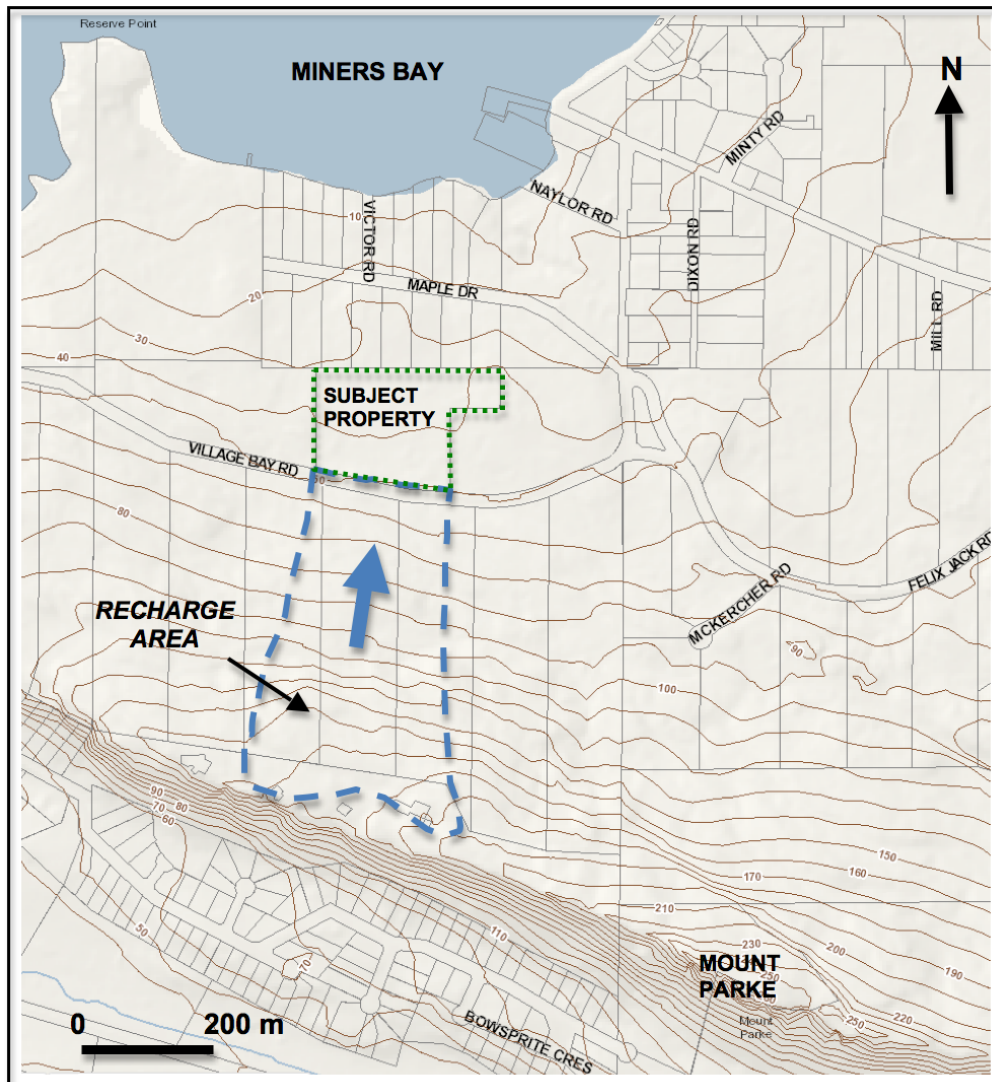 Reserve Point
MINERS BAY
N
MINTY RD
NAYLOR RD
VICTOR RD
DIXON RD
10
MAPLE DR
MILL RD
20
30
40
SUBJECT
PROPERTY
VILLAGE BAY RD
80
FELIX JACK RD
MCKERCHER RD
RECHARGE
AREA
90
100
90
80
70
60
150
160
170
210
110
50
70
230
200
190
MOUNT
PARKE
250
220
250
Mount
Parke
0
200 m
BOWSPRITE CRES